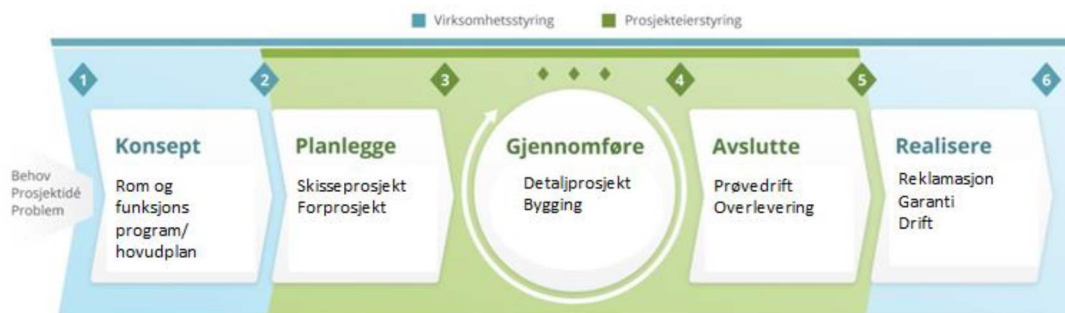 Virksomhetsstyring
Prosjekteierstyring
1
2
3
4
5
6
Behov
Prosjektidé
Problem
Konsept
Rom og
funksjons
program/
hovudplan
Planlegge
Skisseprosjekt
Forprosjekt
Gjennomføre
Detaljprosjekt
Bygging
Avslutte
Prøvedrift
Overlevering
Realisere
Reklamasjon
Garanti
Drift